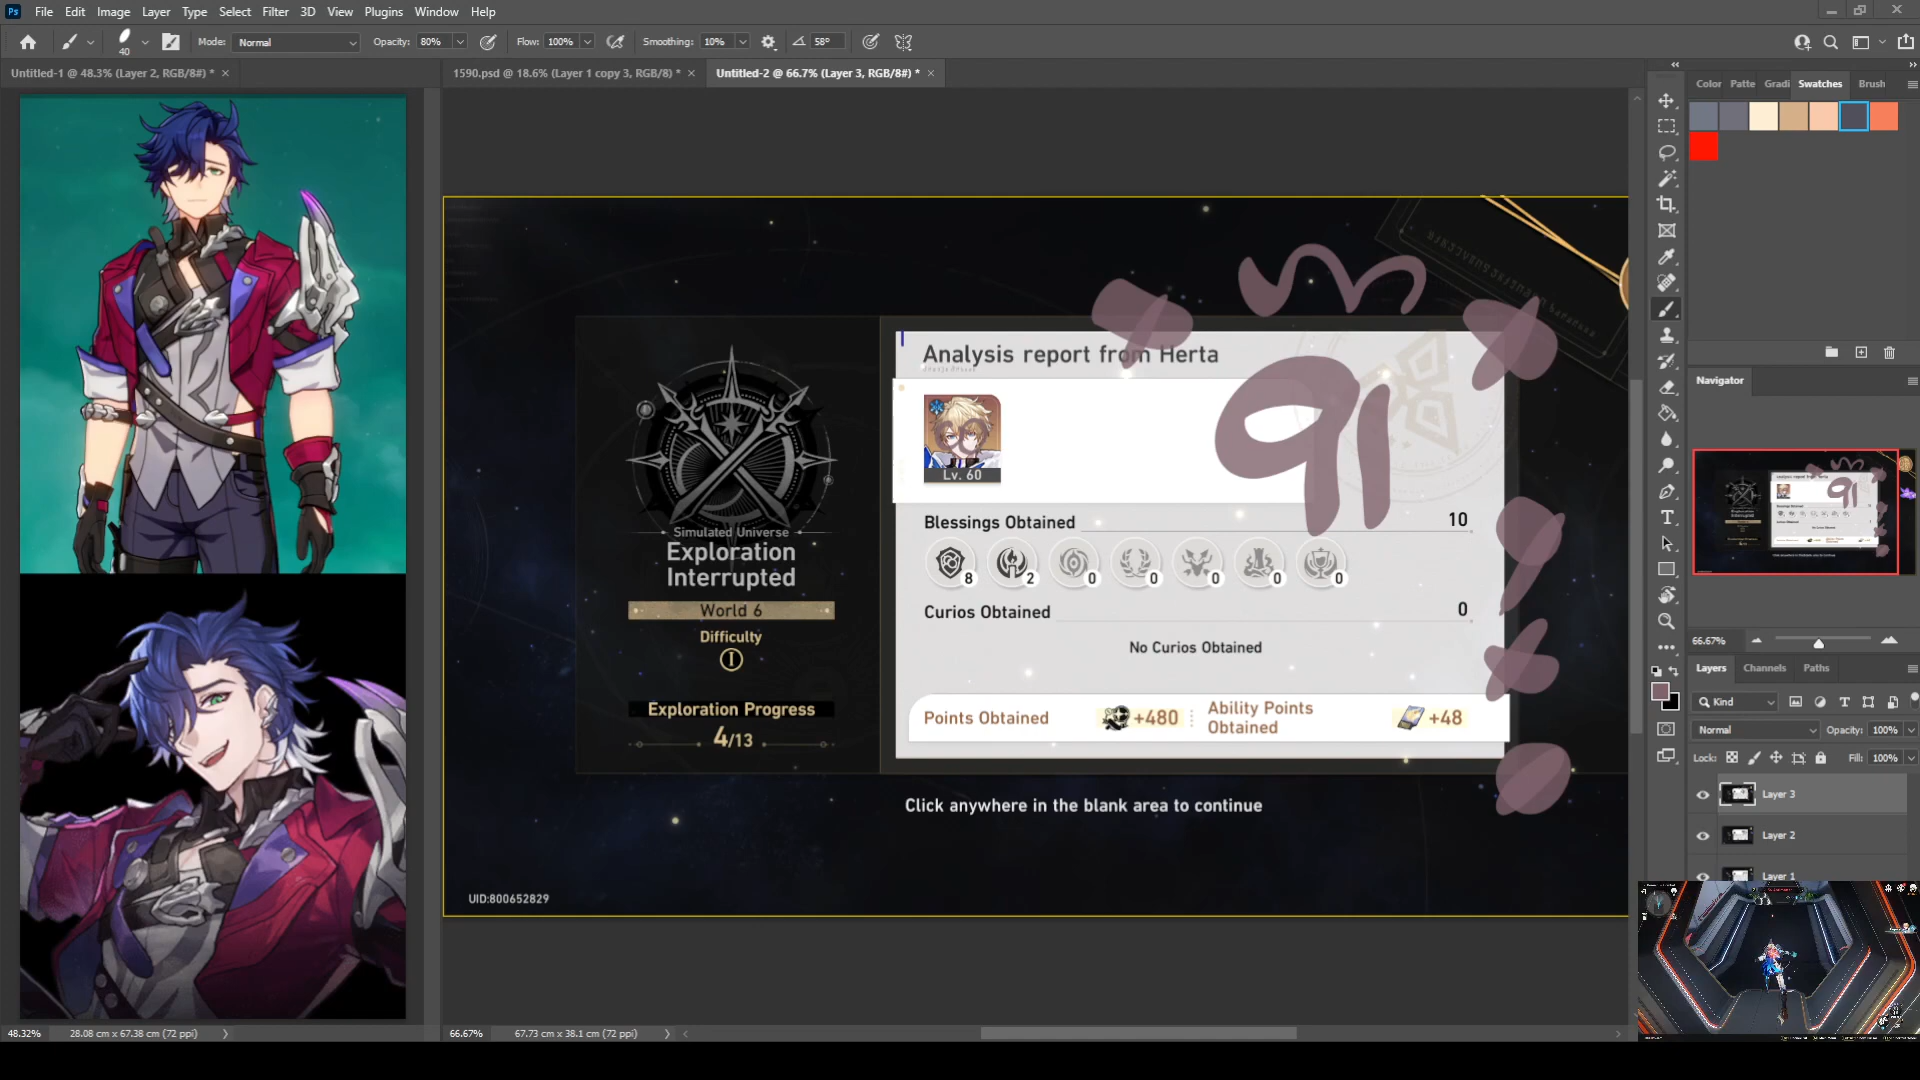 Ps File Edit Image Layer Type Select Filter 3D View Plugins Window Help
40 Mode: Normal Opacity: 80% Flow: 100% Smoothing: 10% 58°
Untitled-1 @ 48.3% (Layer 2, RGB/8#) * ×
1590.psd @ 18.6% (Layer 1 copy 3, RGB/8) * ×
Untitled-2 @ 66.7% (Layer 3, RGB/8#) * ×
Color Patte Gradi Swatches Brush
Analysis report from Herta
91
Lv. 60
Simulated Universe
Exploration
Interrupted
World 6
Difficulty
I
Exploration Progress
4/13
Blessings Obtained 10
8 2 0 0 0 0 0
Curios Obtained 0
No Curios Obtained
Points Obtained +480 Ability Points
Obtained +48
Click anywhere in the blank area to continue
UID:800652829
Navigator
66.67%
Layers Channels Paths
Kind
Normal Opacity: 100%
Lock: Fill: 100%
Layer 3
Layer 2
Layer 1
48.32% 28.08 cm x 67.38 cm (72 ppi)
66.67% 67.73 cm x 38.1 cm (72 ppi)